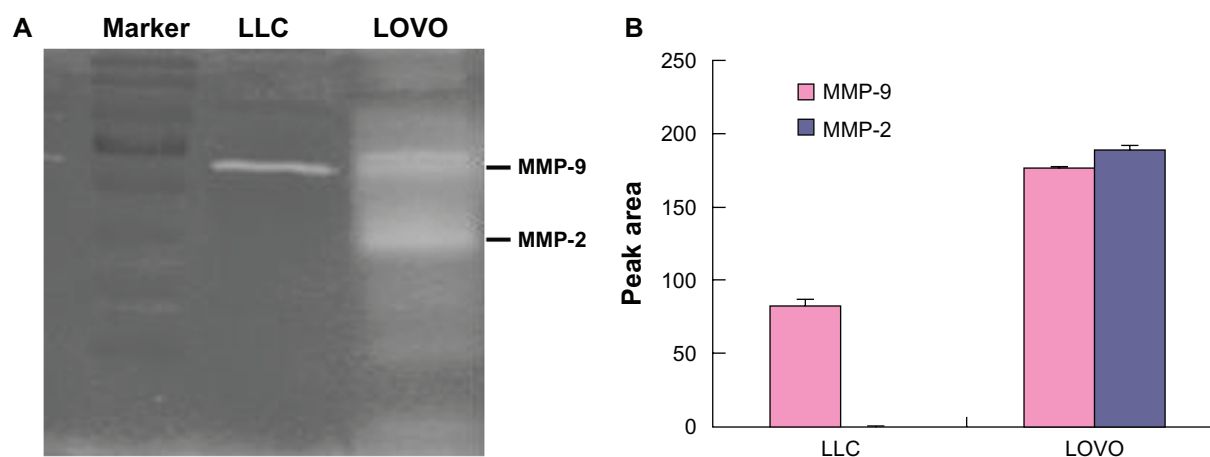 A
Marker LLC LOVO
MMP-9
MMP-2
B
250
200
150
100
50
0
Peak area
MMP-9
MMP-2
LLC LOVO